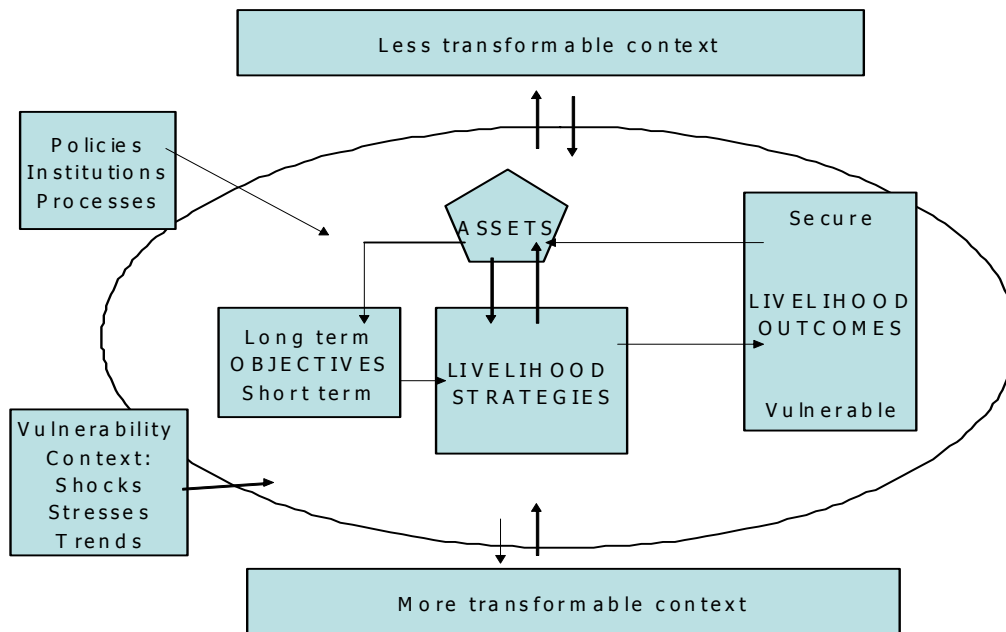 Less transformable context
Policies
Institutions
Processes
ASSETS
Secure
LIVELIHOOD
OUTCOMES
Vulnerable
Long term
OBJECTIVES
Short term
LIVELIHOOD
STRATEGIES
Vulnerability
Context:
Shocks
Stresses
Trends
More transformable context